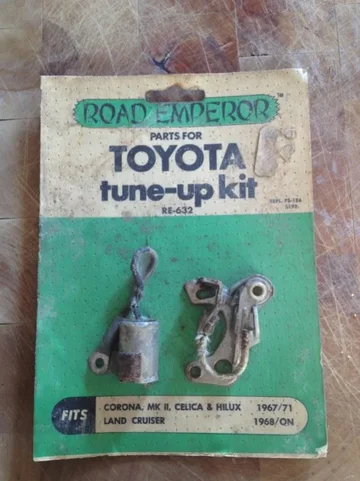 ROAD EMPEROR™
PARTS FOR
TOYOTA
tune-up kit
RE-632
FITS
CORONA, MK II, CELICA & HILUX 1967/71
LAND CRUISER 1968/ON